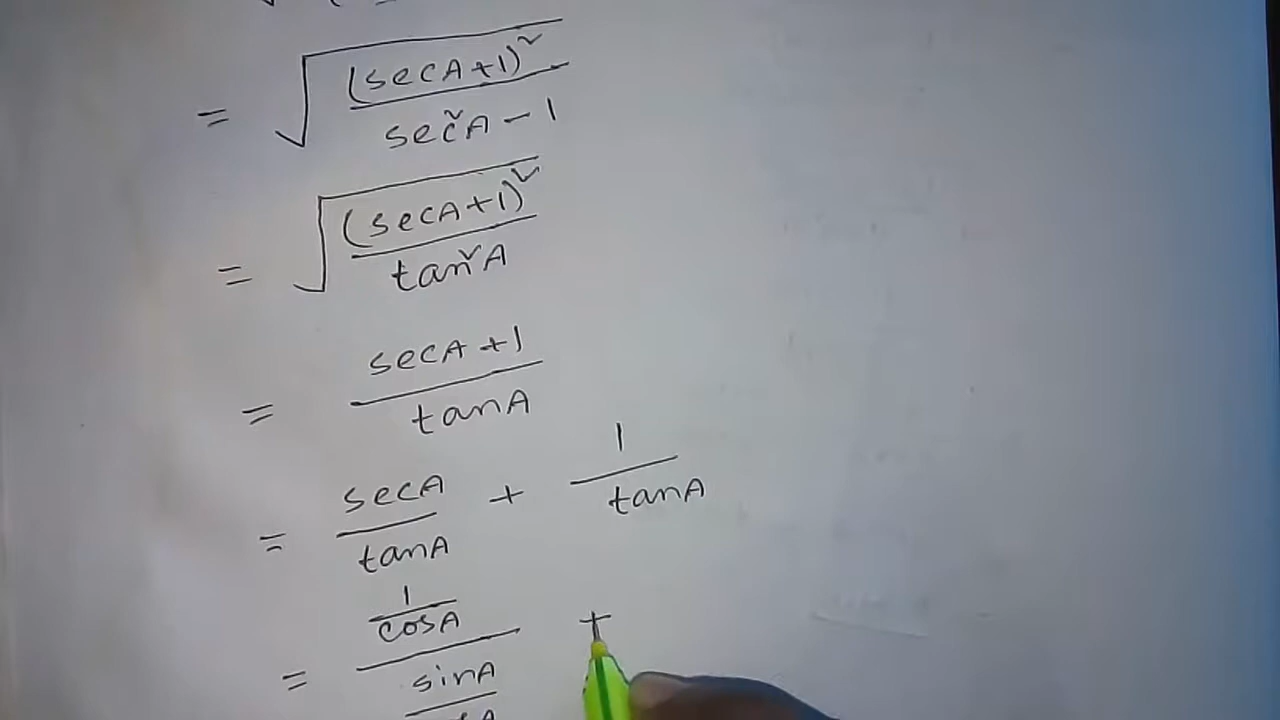 = √((secA+1)² / (sec²A - 1))
= √((secA+1)² / tan²A)
= (secA+1) / tanA
= secA / tanA + 1 / tanA
= (1 / cosA) / (sinA /) +